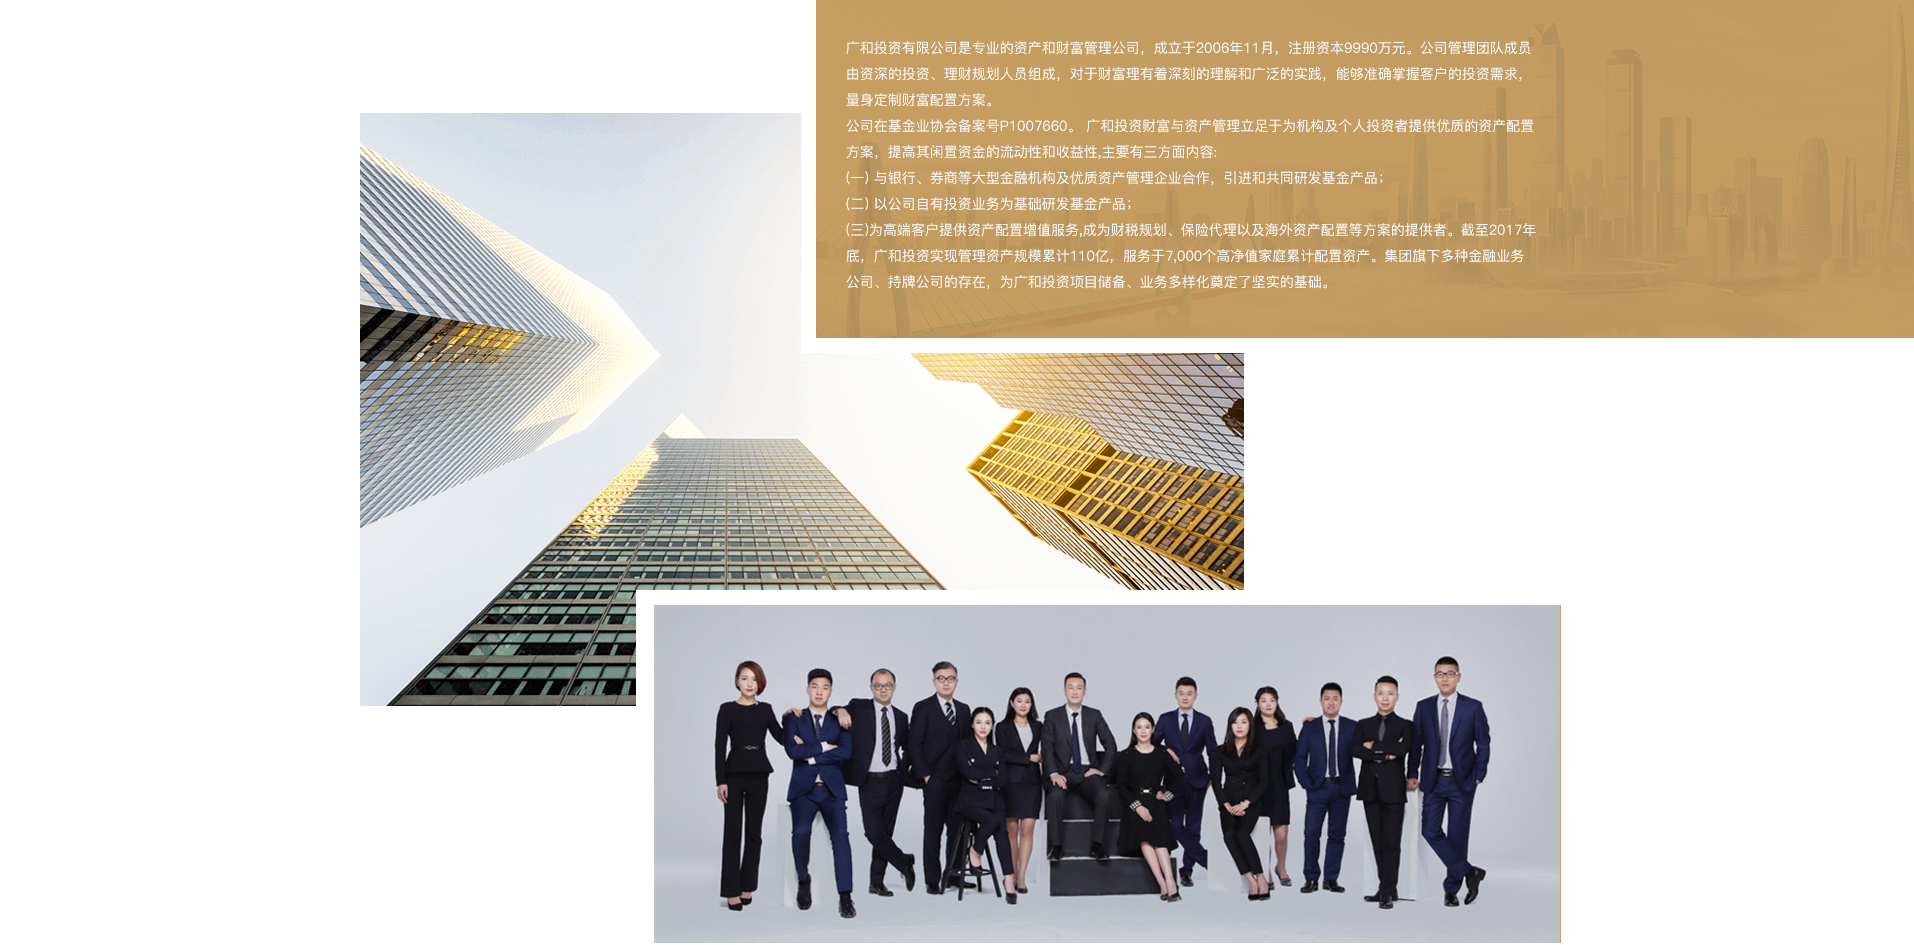 广和投资有限公司是专业的资产和财富管理公司，成立于2006年11月，注册资本9990万元。公司管理团队成员
由资深的投资、理财规划人员组成，对于财富理有着深刻的理解和广泛的实践，能够准确掌握客户的投资需求，
量身定制财富配置方案。
公司在基金业协会备案号P1007660。 广和投资财富与资产管理立足于为机构及个人投资者提供优质的资产配置
方案，提高其闲置资金的流动性和收益性,主要有三方面内容:
(一) 与银行、券商等大型金融机构及优质资产管理企业合作，引进和共同研发基金产品；
(二) 以公司自有投资业务为基础研发基金产品；
(三)为高端客户提供资产配置增值服务,成为财税规划、保险代理以及海外资产配置等方案的提供者。截至2017年
底，广和投资实现管理资产规模累计110亿，服务于7,000个高净值家庭累计配置资产。集团旗下多种金融业务
公司、持牌公司的存在，为广和投资项目储备、业务多样化奠定了坚实的基础。